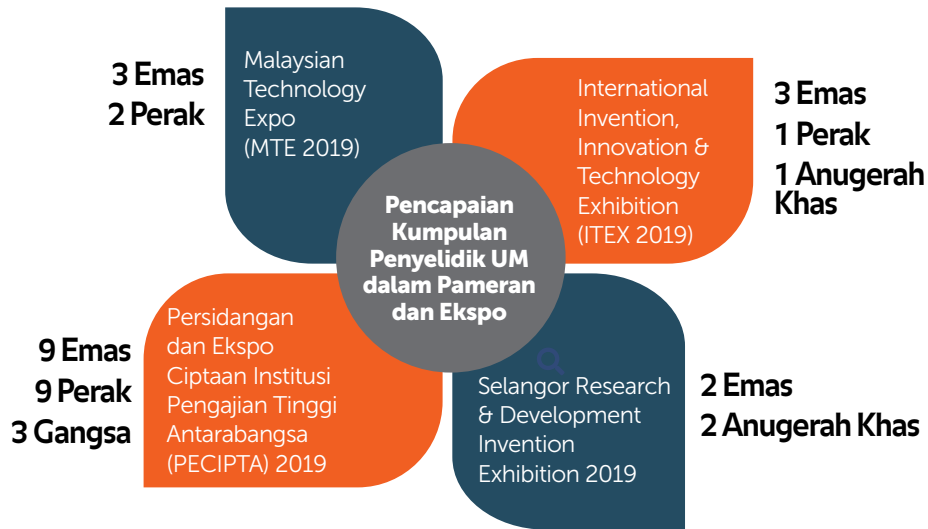 3 Emas
2 Perak
Malaysian
Technology
Expo
(MTE 2019)
International
Invention,
Innovation &
Technology
Exhibition
(ITEX 2019)
3 Emas
1 Perak
1 Anugerah
Khas
Pencapaian
Kumpulan
Penyelidik UM
dalam Pameran
dan Ekspo
9 Emas
9 Perak
3 Gangsa
Persidangan
dan Ekspo
Ciptaan Institusi
Pengajian Tinggi
Antarabangsa
(PECIPTA) 2019
Selangor Research
& Development
Invention
Exhibition 2019
2 Emas
2 Anugerah Khas